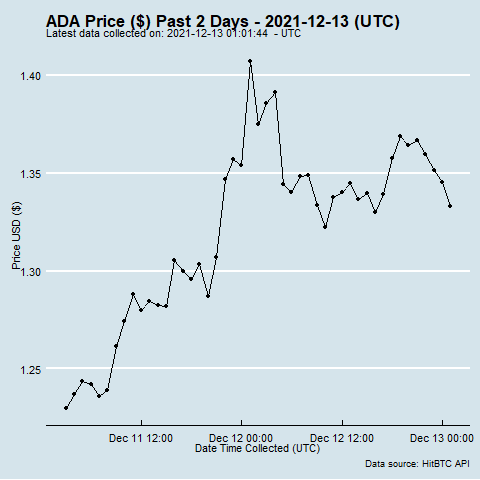 ADA Price ($) Past 2 Days - 2021-12-13 (UTC)
Latest data collected on: 2021-12-13 01:01:44 - UTC
1.40
1.35
1.30
1.25
Price USD ($)
Dec 11 12:00
Dec 12 00:00
Dec 12 12:00
Dec 13 00:00
Date Time Collected (UTC)
Data source: HitBTC API